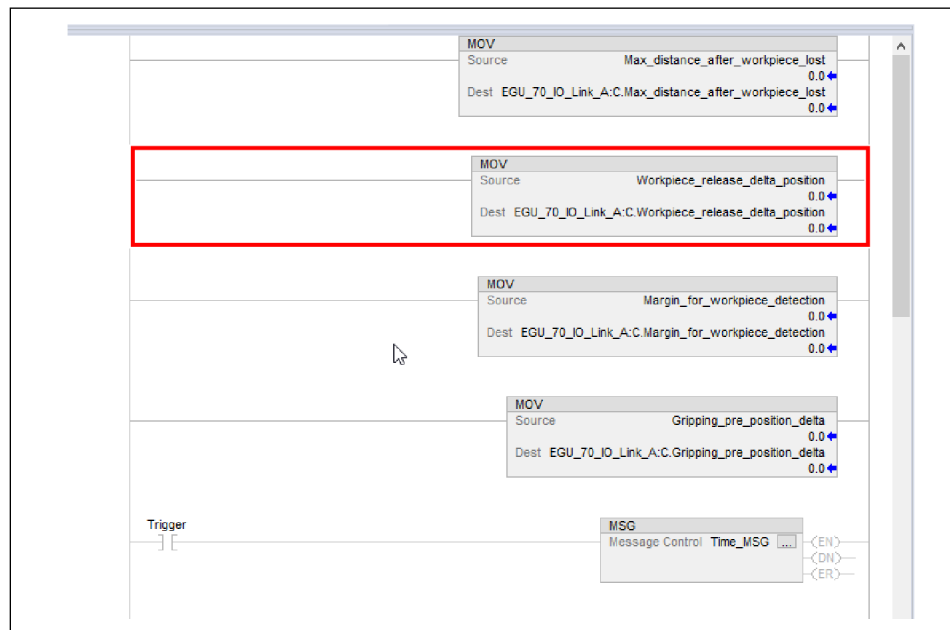 MOV
Source Max_distance_after_workpiece_lost
0.0
Dest EGU_70_IO_Link_A:C.Max_distance_after_workpiece_lost
0.0
MOV
Source Workpiece_release_delta_position
0.0
Dest EGU_70_IO_Link_A:C.Workpiece_release_delta_position
0.0
MOV
Source Margin_for_workpiece_detection
0.0
Dest EGU_70_IO_Link_A:C.Margin_for_workpiece_detection
0.0
MOV
Source Gripping_pre_position_delta
0.0
Dest EGU_70_IO_Link_A:C.Gripping_pre_position_delta
0.0
Trigger
MSG
Message Control Time_MSG ... (EN)
(DN)
(ER)